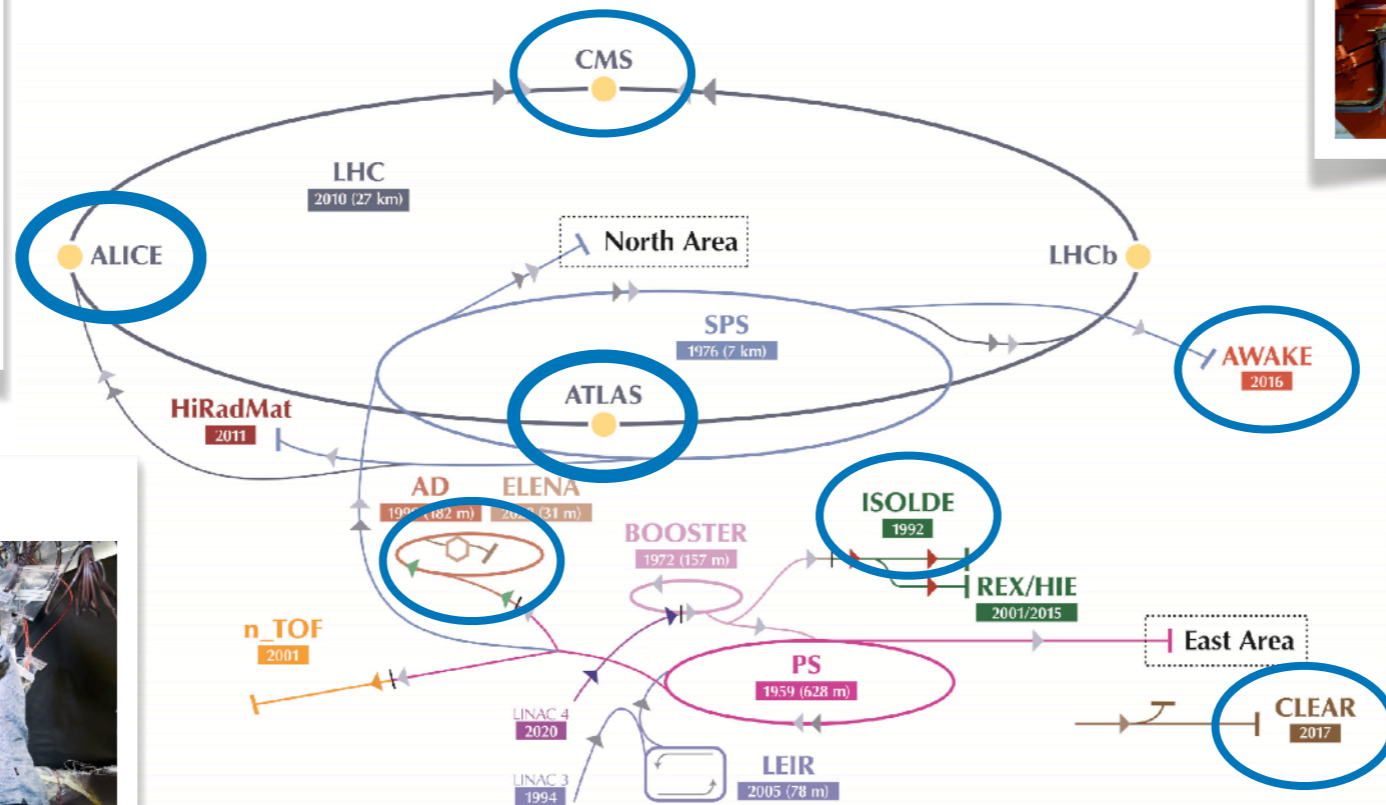 CMS
LHC
2010 (27 km)
North Area
ALICE
LHCb
SPS
1976 (7 km)
AWAKE
2016
ATLAS
HiRadMat
2011
AD
ELENA
(182 m)
(31 m)
ISOLDE
1992
BOOSTER
1972 (157 m)
REX/HIE
2001/2015
n_TOF
2001
East Area
PS
1959 (628 m)
LINAC 4
2020
CLEAR
2017
LINAC 3
1994
LEIR
2005 (78 m)